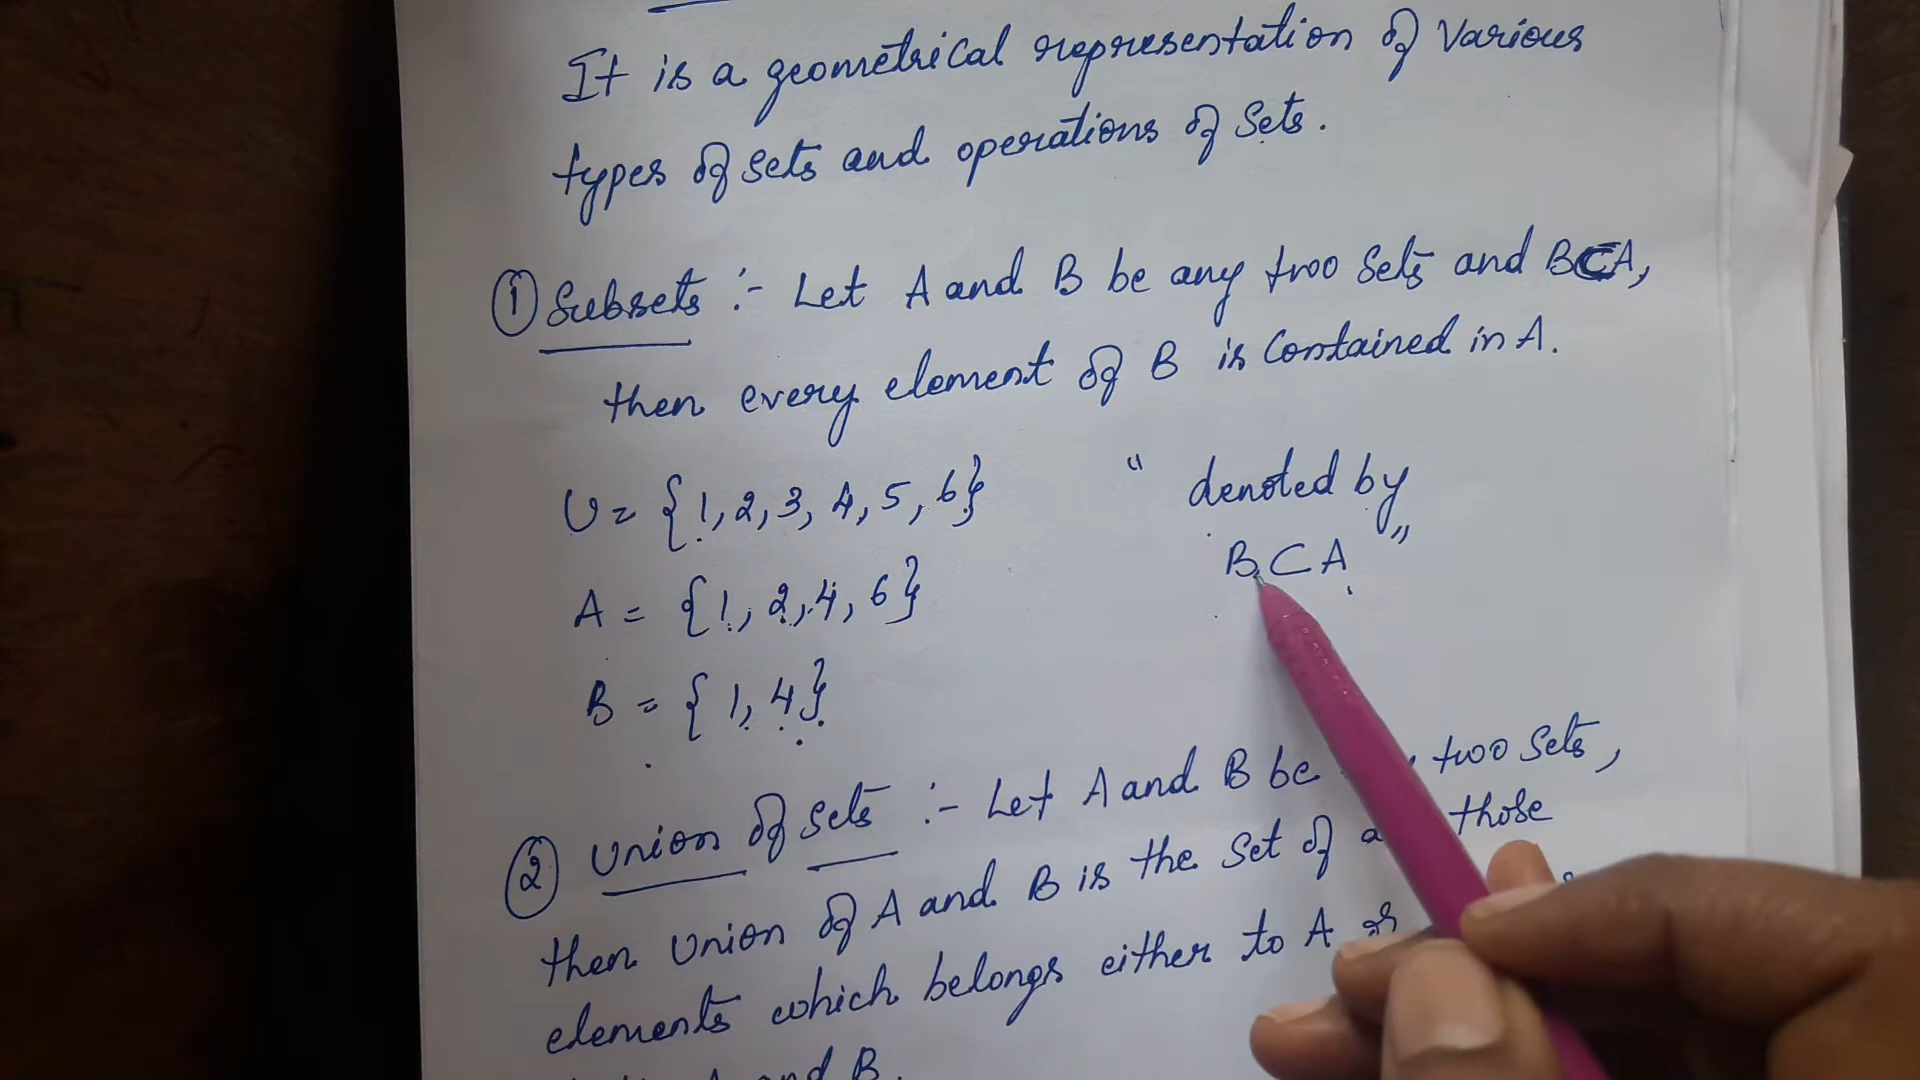 It is a geometrical representation of various
types of sets and operations of sets.
① Subsets :- Let A and B be any two sets and B⊂A,
then every element of B is contained in A.
U = {1, 2, 3, 4, 5, 6}
" denoted by
B⊂A "
A = {1, 2, 4, 6}
B = {1, 4}
② Union of sets :- Let A and B be two sets,
then union of A and B is the set of those
elements which belongs either to A or
and B.